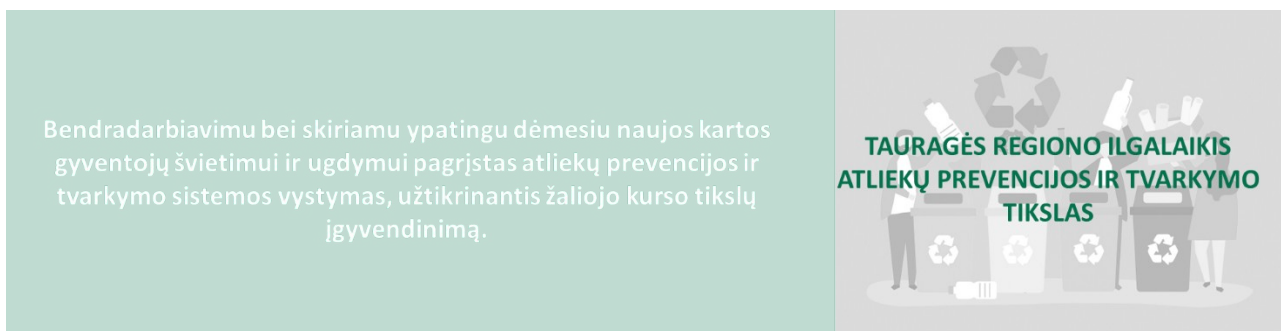 Bendradarbiavimu bei skiriamu ypatingu dėmesiu naujos kartos
gyventojų švietimui ir ugdymui pagrįstas atliekų prevencijos ir
tvarkymo sistemos vystymas, užtikrinantis žaliojo kurso tikslų
įgyvendinimą.
TAURAGĖS REGIONO ILGALAIKIS
ATLIEKŲ PREVENCIJOS IR TVARKYMO
TIKSLAS